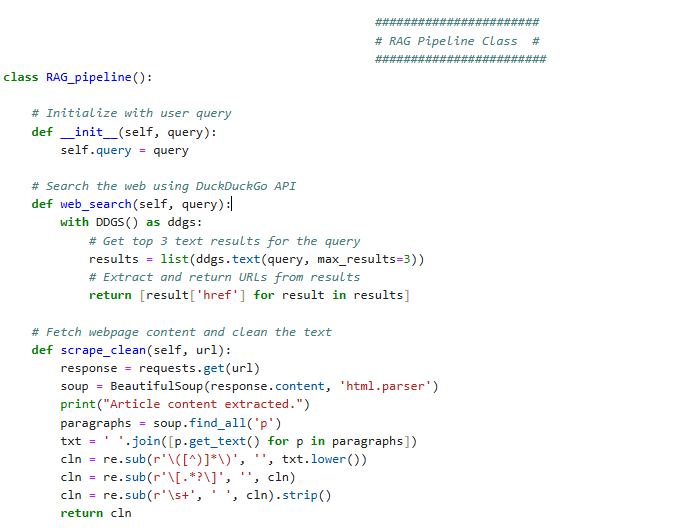 #######################
# RAG Pipeline Class  #
########################
class RAG_pipeline():
    # Initialize with user query
    def __init__(self, query):
        self.query = query
    # Search the web using DuckDuckGo API
    def web_search(self, query):
        with DDGS() as ddgs:
            # Get top 3 text results for the query
            results = list(ddgs.text(query, max_results=3))
            # Extract and return URLs from results
            return [result['href'] for result in results]
    # Fetch webpage content and clean the text
    def scrape_clean(self, url):
        response = requests.get(url)
        soup = BeautifulSoup(response.content, 'html.parser')
        print("Article content extracted.")
        paragraphs = soup.find_all('p')
        txt = ' '.join([p.get_text() for p in paragraphs])
        cln = re.sub(r'\([^)]*\)', '', txt.lower())
        cln = re.sub(r'\[.*?\]', '', cln)
        cln = re.sub(r'\s+', ' ', cln).strip()
        return cln